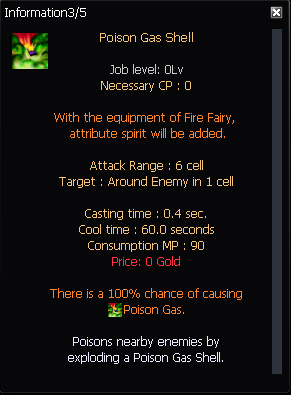 Information3/5
Poison Gas Shell
Job level: 0Lv
Necessary CP : 0
With the equipment of Fire Fairy,
attribute spirit will be added.
Attack Range : 6 cell
Target : Around Enemy in 1 cell
Casting time : 0.4 sec.
Cool time : 60.0 seconds
Consumption MP : 90
Price: 0 Gold
There is a 100% chance of causing
Poison Gas.
Poisons nearby enemies by
exploding a Poison Gas Shell.